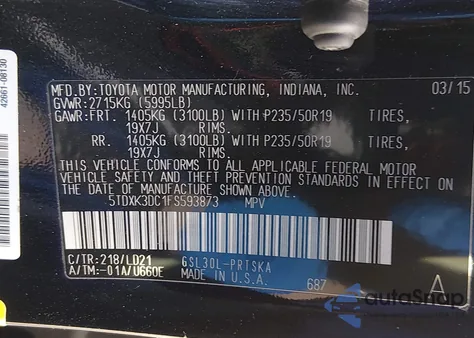 42661-08130
MFD.BY:TOYOTA MOTOR MANUFACTURING, INDIANA, INC. 03/15
GVWR:2715KG (5995LB)
GAWR:FRT. 1405KG (3100LB) WITH P235/50R19 TIRES,
19X7J RIMS.
RR. 1405KG (3100LB) WITH P235/50R19 TIRES,
19X7J RIMS.
THIS VEHICLE CONFORMS TO ALL APPLICABLE FEDERAL MOTOR
VEHICLE SAFETY AND THEFT PREVENTION STANDARDS IN EFFECT ON
THE DATE OF MANUFACTURE SHOWN ABOVE.
5TDXK3DC1FS593873 MPV
C/TR:218/LD21 GSL30L-PRTSKA
A/TM:-01A/U660E MADE IN U.S.A. 687 A
autoSnap